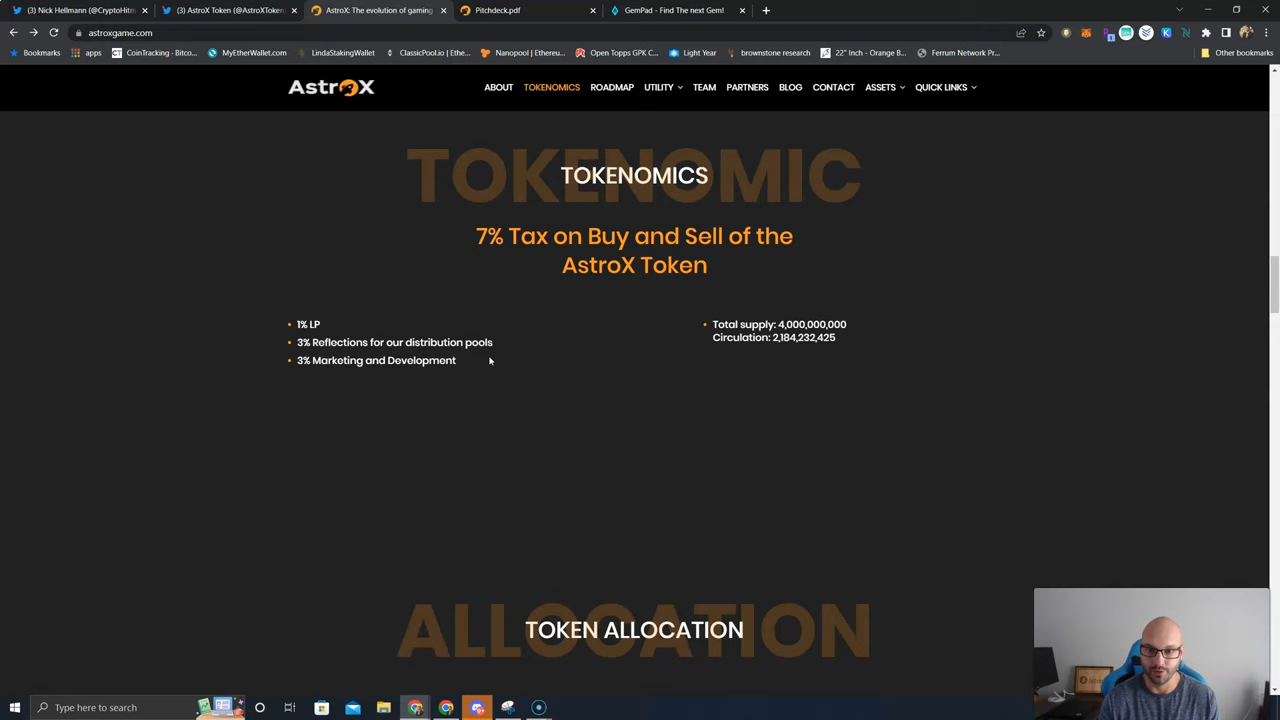 (3) Nick Hellmann (@CryptoHitm
(3) AstroX Token (@AstroXToken
AstroX: The evolution of gaming
Pitchdeck.pdf
GemPad - Find The next Gem!
astroxgame.com
Bookmarks
apps
CoinTracking - Bitco...
MyEtherWallet.com
LindaStakingWallet
ClassicPool.io | Ethe...
Nanopool | Ethereu...
Open Topps GPK C...
Light Year
brownstone research
22" Inch - Orange B...
Ferrum Network Pr...
Other bookmarks
AstroX
ABOUT
TOKENOMICS
ROADMAP
UTILITY
TEAM
PARTNERS
BLOG
CONTACT
ASSETS
QUICK LINKS
TOKENOMIC
TOKENOMICS
7% Tax on Buy and Sell of the
AstroX Token
• 1% LP
• 3% Reflections for our distribution pools
• 3% Marketing and Development
• Total supply: 4,000,000,000
Circulation: 2,184,232,425
ALLOCATION
TOKEN ALLOCATION
Type here to search